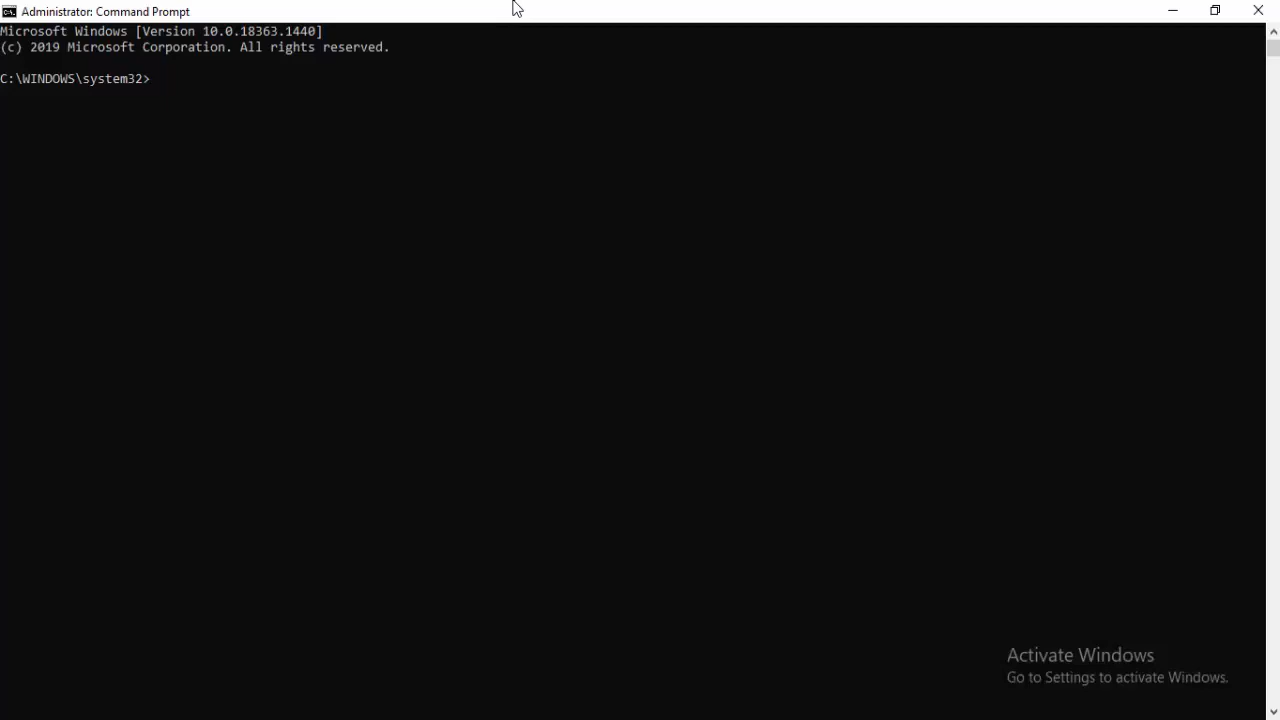 Administrator: Command Prompt
Microsoft Windows [Version 10.0.18363.1440]
(c) 2019 Microsoft Corporation. All rights reserved.
C:\WINDOWS\system32>
Activate Windows
Go to Settings to activate Windows.